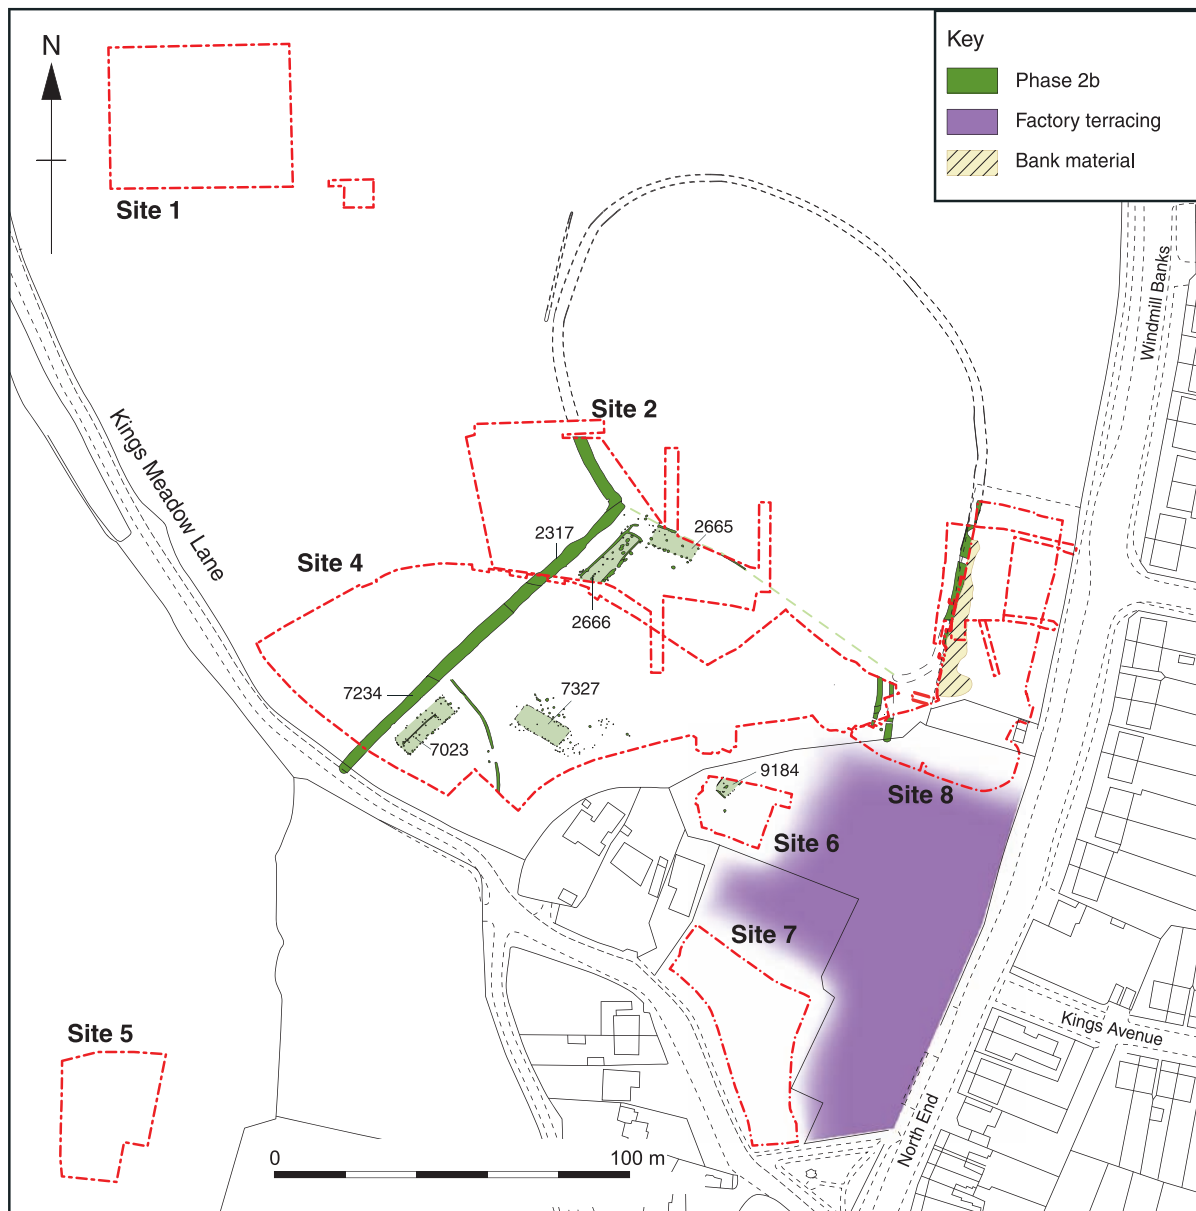 N
Key
Phase 2b
Factory terracing
Bank material
Site 1
Windmill Banks
Site 2
Kings Meadow Lane
2317
2665
Site 4
2666
7234
7327
7023
9184
Site 8
Site 6
Site 7
Kings Avenue
Site 5
North End
0
100 m